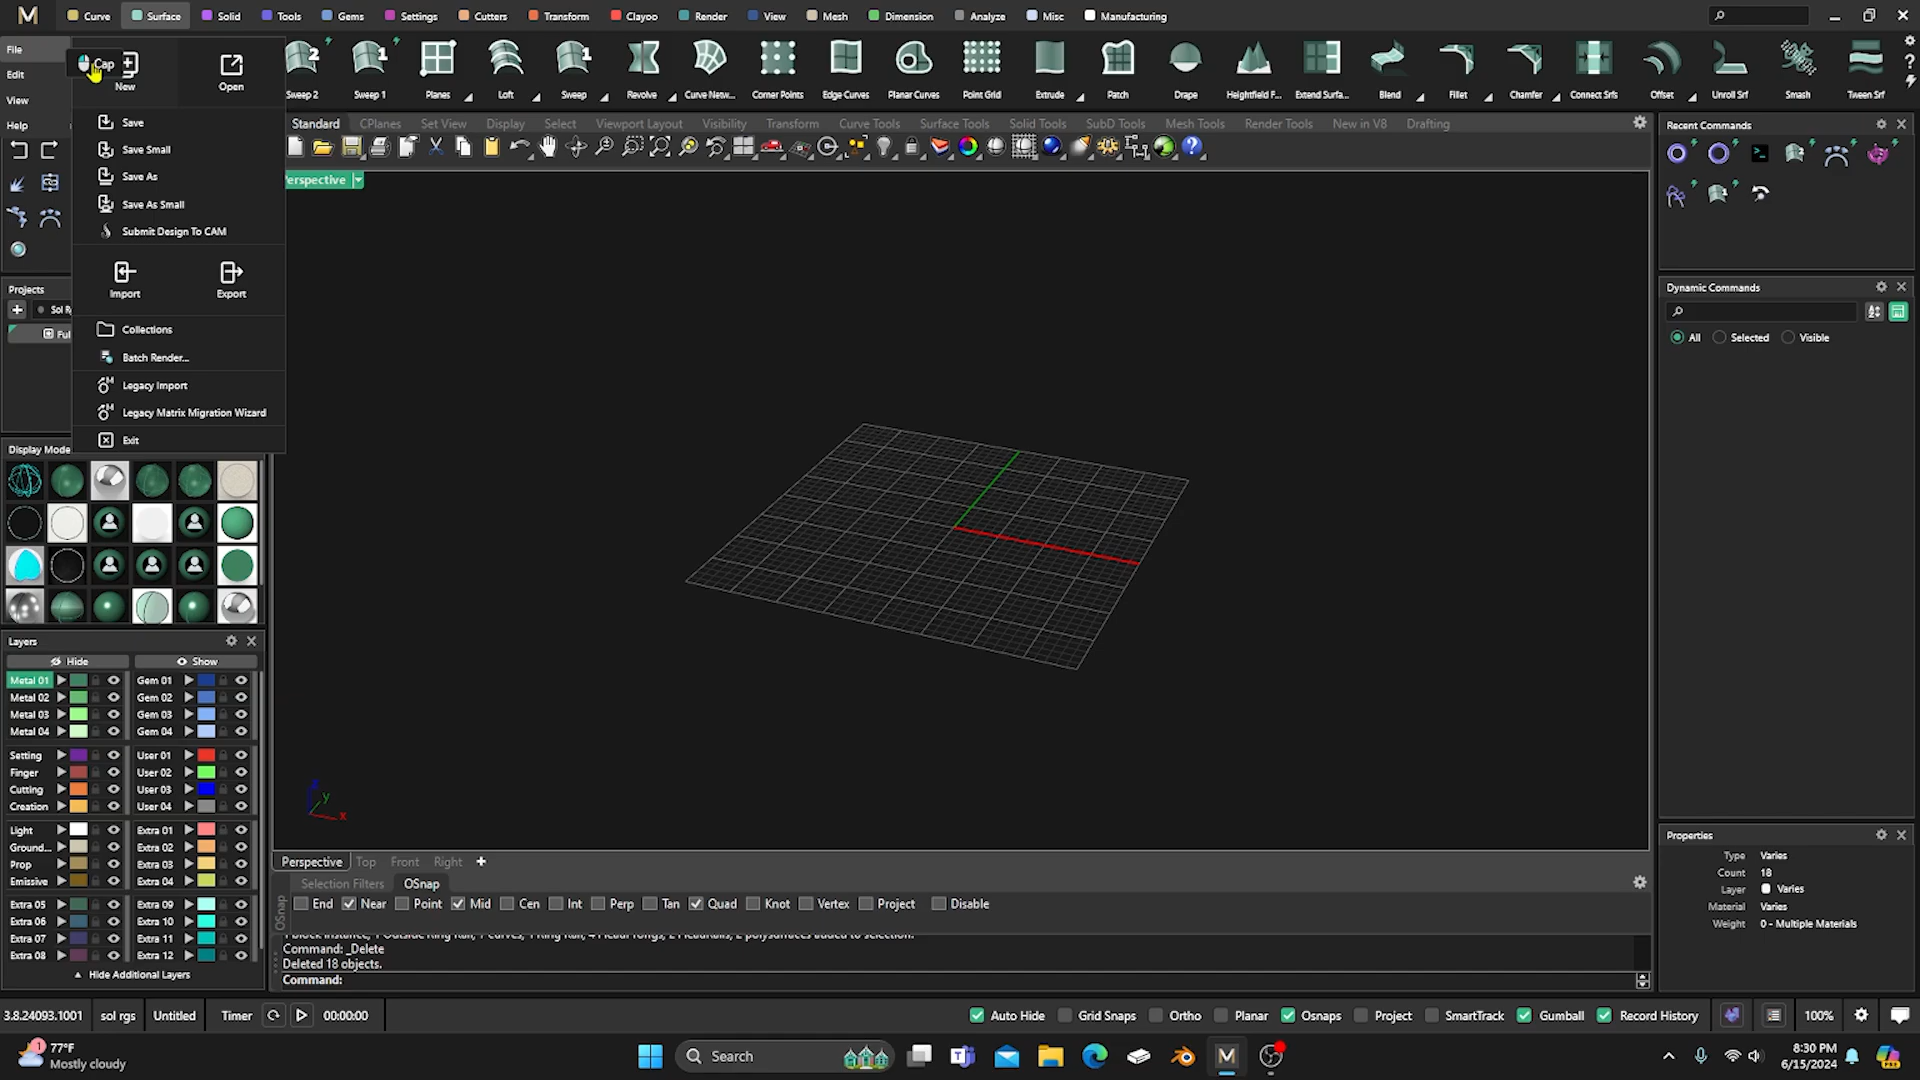 Curve Surface Solid Tools Gems Settings Cutters Transform Clayoo Render View Mesh Dimension Analyze Misc Manufacturing
File
Edit
View
Help
Cap
New Open
Save
Save Small
Save As
Save As Small
Submit Design To CAM
Import Export
Collections
Batch Render...
Legacy Import
Legacy Matrix Migration Wizard
Exit
Sweep 2 Sweep 1 Planes Loft Sweep Revolve Curve Netw... Corner Points Edge Curves Planar Curves Point Grid Extrude Patch Drape Heightfield F... Extend Surfa... Blend Fillet Chamfer Connect Srfs Offset Unroll Srf Smash Tween Srf
Standard CPlanes Set View Display Select Viewport Layout Visibility Transform Curve Tools Surface Tools Solid Tools SubD Tools Mesh Tools Render Tools New in V8 Drafting
erspective
Projects
Sol R
Ful
Display Mode
Layers
Hide Show
Metal 01 Gem 01
Metal 02 Gem 02
Metal 03 Gem 03
Metal 04 Gem 04
Setting User 01
Finger User 02
Cutting User 03
Creation User 04
Light Extra 01
Ground... Extra 02
Prop Extra 03
Emissive Extra 04
Extra 05 Extra 09
Extra 06 Extra 10
Extra 07 Extra 11
Extra 08 Extra 12
Hide Additional Layers
y
x
Perspective Top Front Right
Selection Filters OSnap
OSnap
End Near Point Mid Cen Int Perp Tan Quad Knot Vertex Project Disable
Command: _Delete
Deleted 18 objects.
Command:
Recent Commands
Dynamic Commands
All Selected Visible
Properties
Type Varies
Count 18
Layer Varies
Material Varies
Weight 0 - Multiple Materials
3.8.24093.1001 sol rgs Untitled Timer 00:00:00 Auto Hide Grid Snaps Ortho Planar Osnaps Project SmartTrack Gumball Record History 100%
1
77°F
Mostly cloudy
Search
8:30 PM
6/15/2024